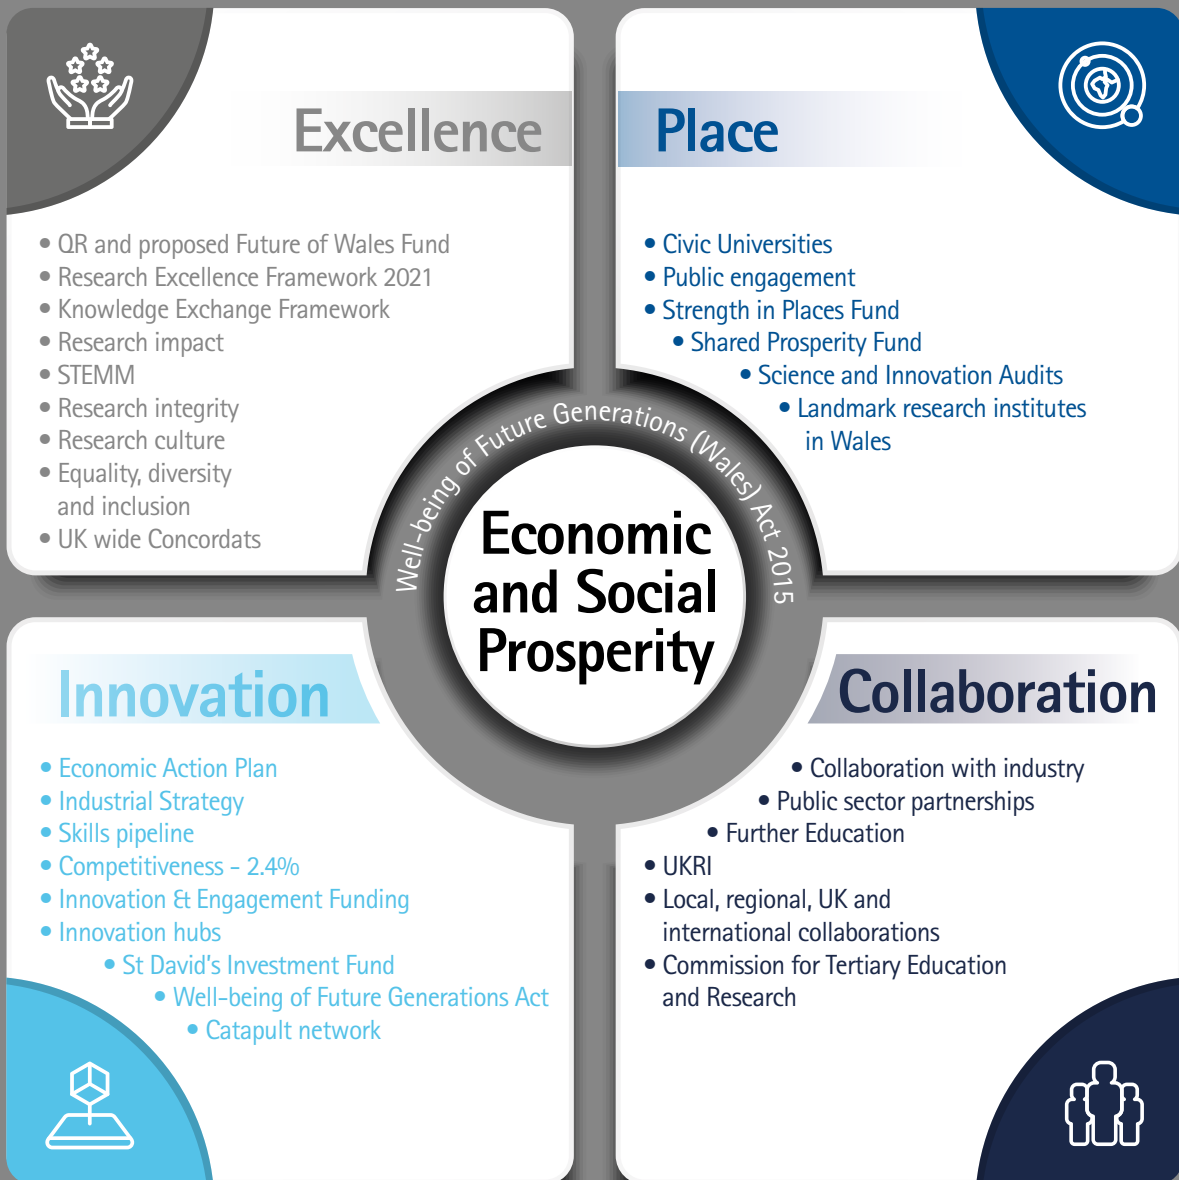 Excellence
• QR and proposed Future of Wales Fund
• Research Excellence Framework 2021
• Knowledge Exchange Framework
• Research impact
• STEMM
• Research integrity
• Research culture
• Equality, diversity
and inclusion
• UK wide Concordats
Place
• Civic Universities
• Public engagement
• Strength in Places Fund
• Shared Prosperity Fund
• Science and Innovation Audits
• Landmark research institutes
in Wales
Well-being of Future Generations (Wales) Act 2015
Economic
and Social
Prosperity
Innovation
• Economic Action Plan
• Industrial Strategy
• Skills pipeline
• Competitiveness - 2.4%
• Innovation & Engagement Funding
• Innovation hubs
• St David's Investment Fund
• Well-being of Future Generations Act
• Catapult network
Collaboration
• Collaboration with industry
• Public sector partnerships
• Further Education
• UKRI
• Local, regional, UK and
international collaborations
• Commission for Tertiary Education
and Research